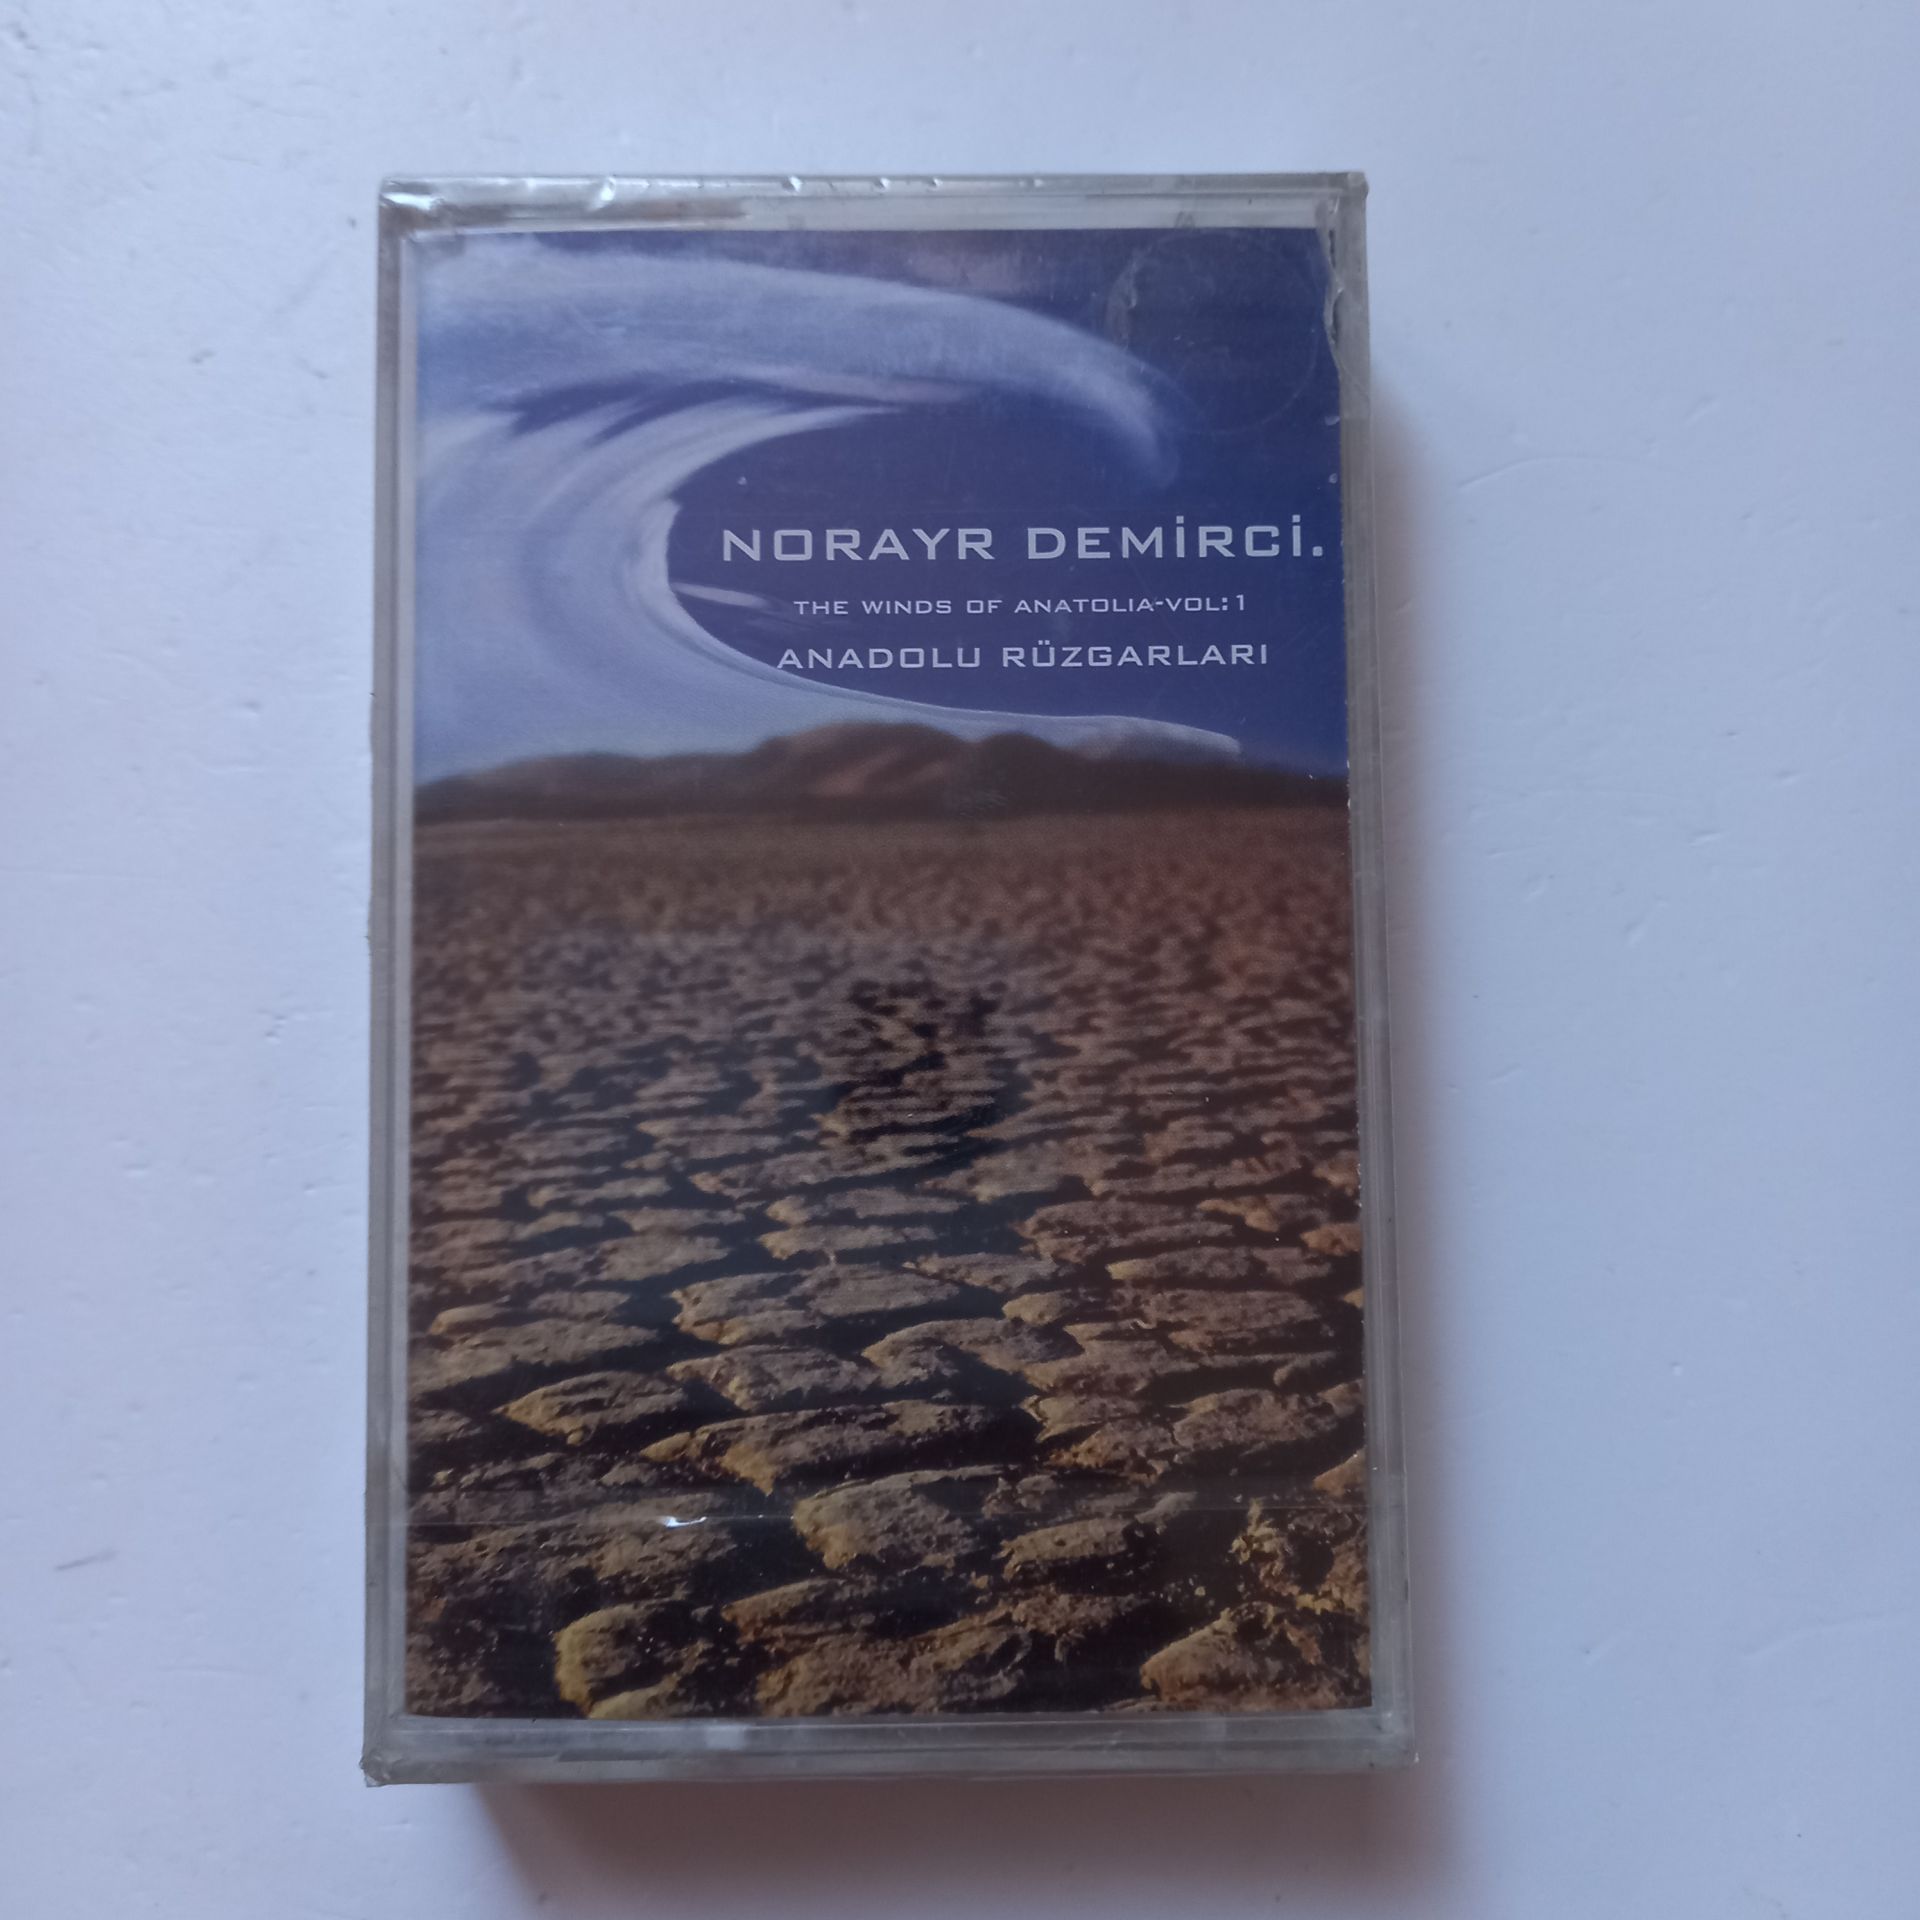 NORAYR DEMİRCİ.
THE WINDS OF ANATOLIA-VOL:1
ANADOLU RÜZGARLARI